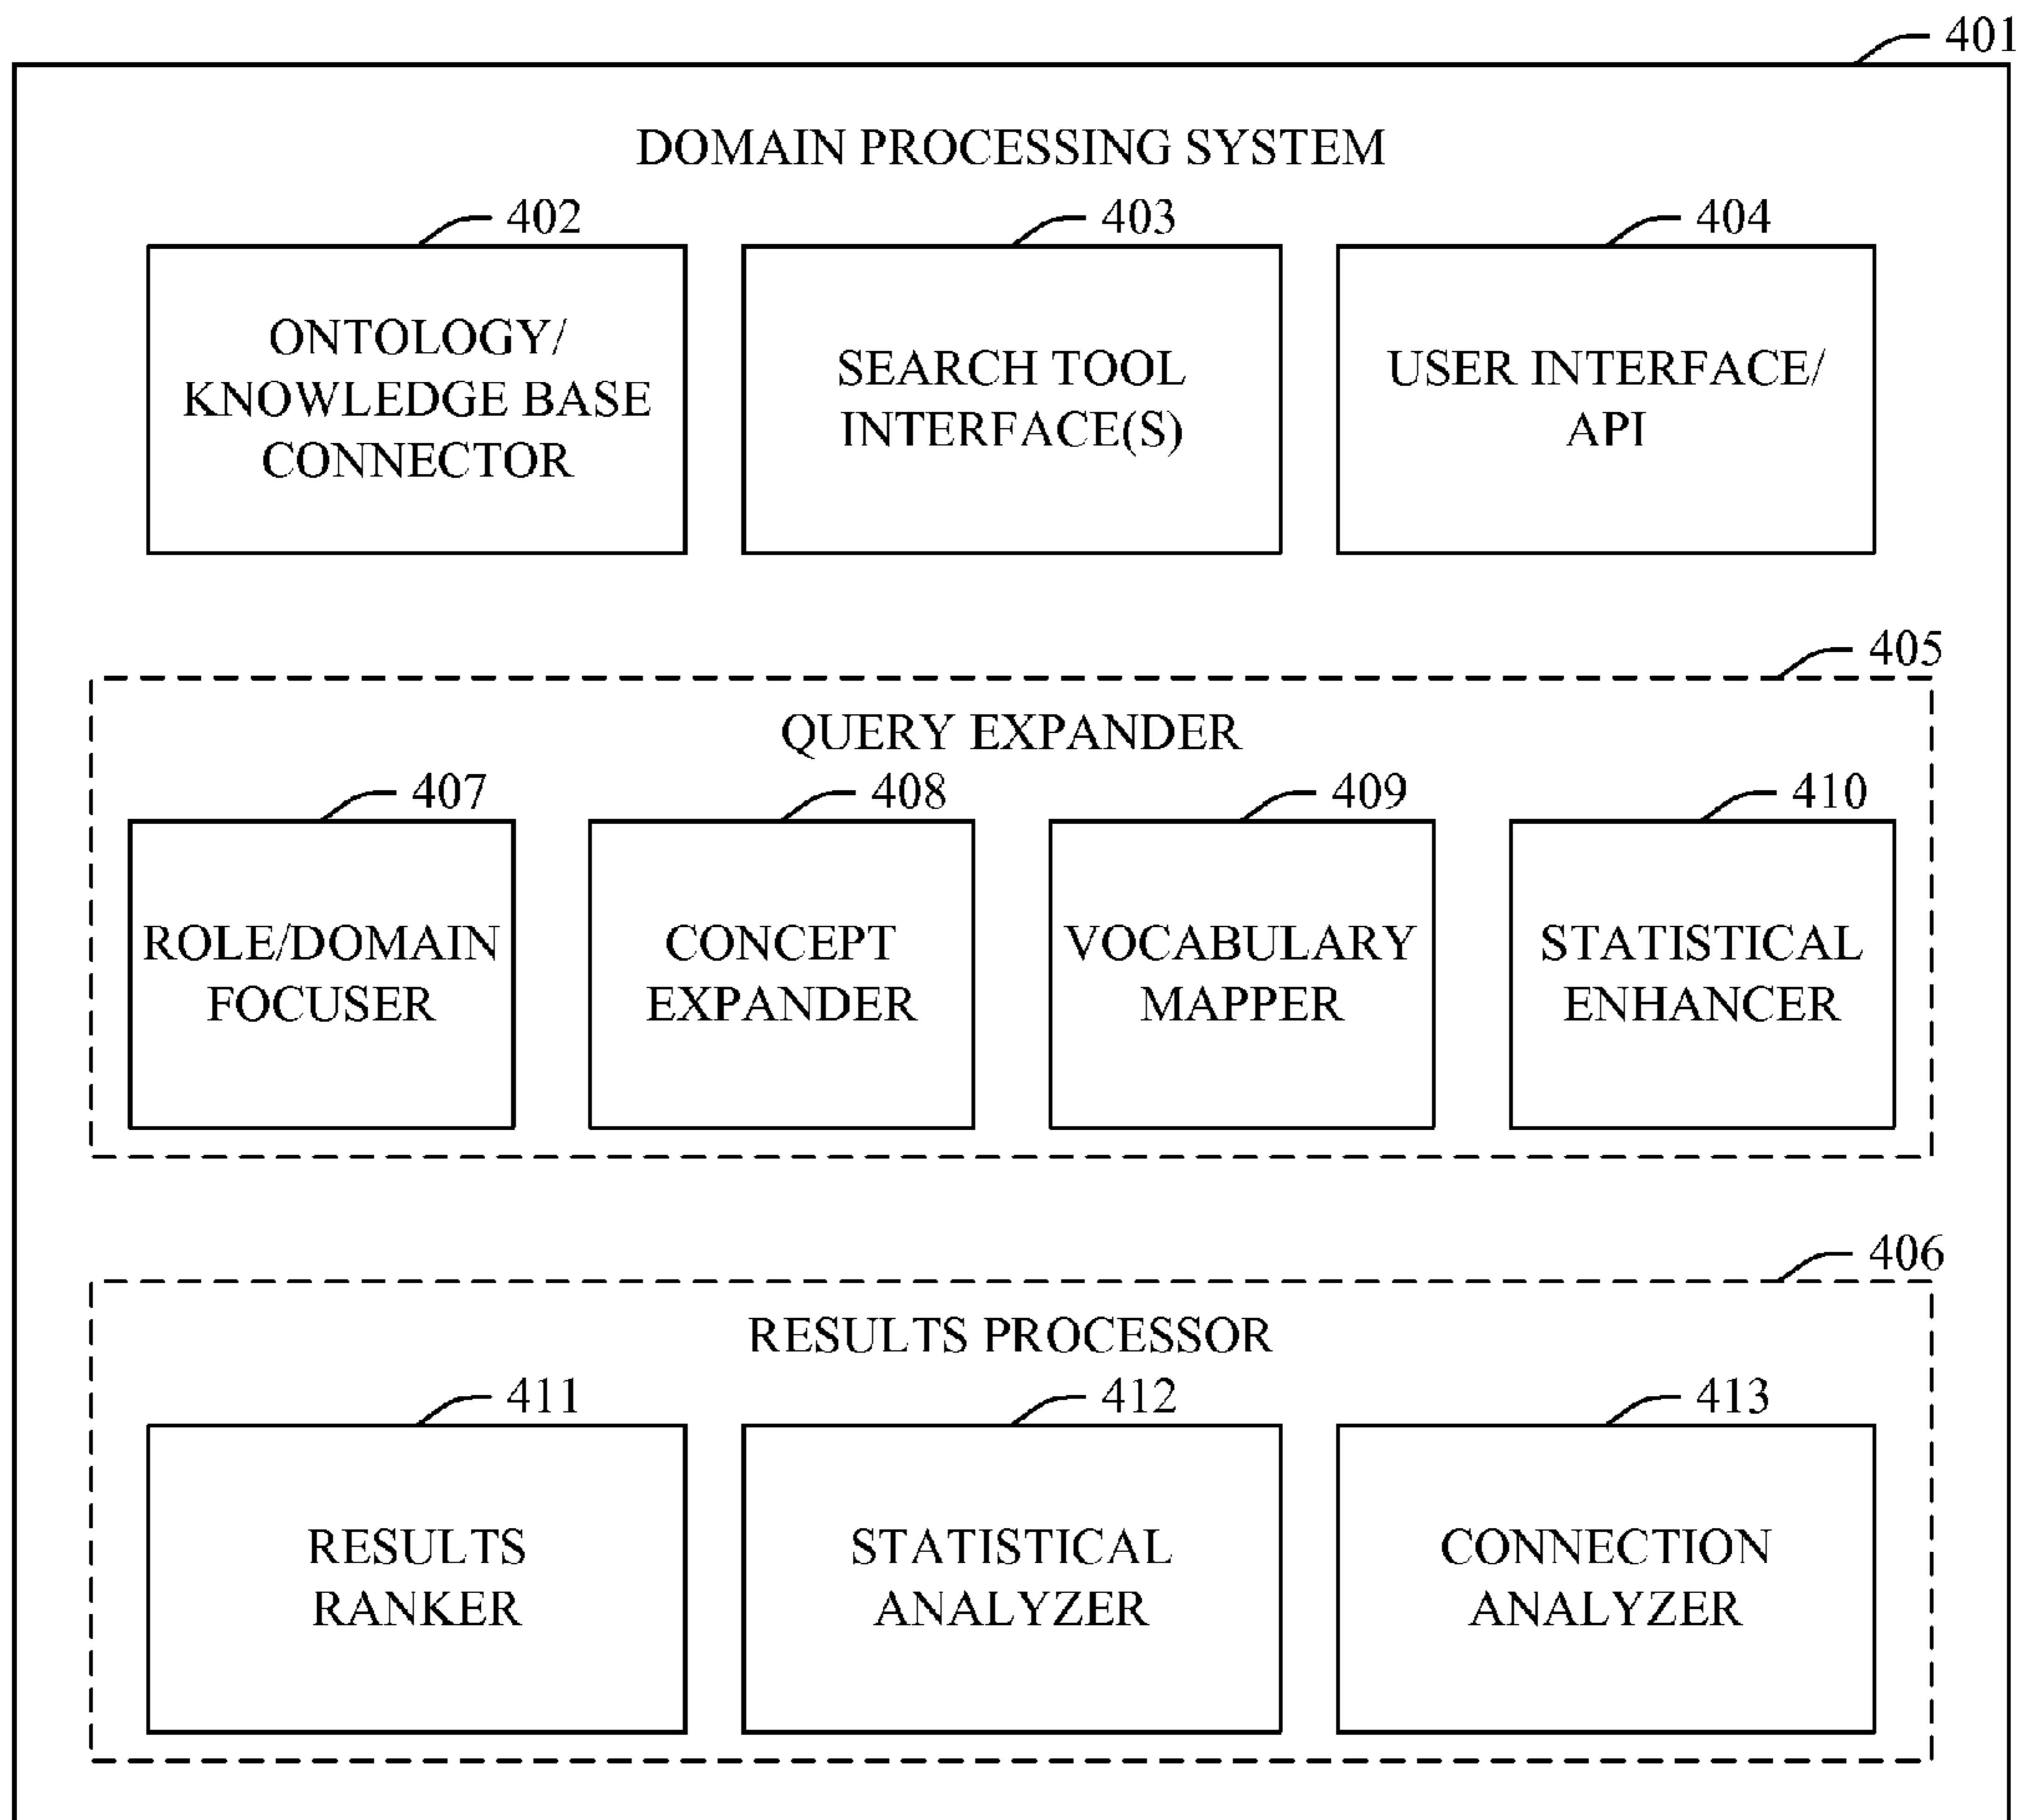 401
DOMAIN PROCESSING SYSTEM
402
403
404
ONTOLOGY/
KNOWLEDGE BASE
CONNECTOR
SEARCH TOOL
INTERFACE(S)
USER INTERFACE/
API
405
QUERY EXPANDER
407
408
409
410
ROLE/DOMAIN
FOCUSER
CONCEPT
EXPANDER
VOCABULARY
MAPPER
STATISTICAL
ENHANCER
406
RESULTS PROCESSOR
411
412
413
RESULTS
RANKER
STATISTICAL
ANALYZER
CONNECTION
ANALYZER